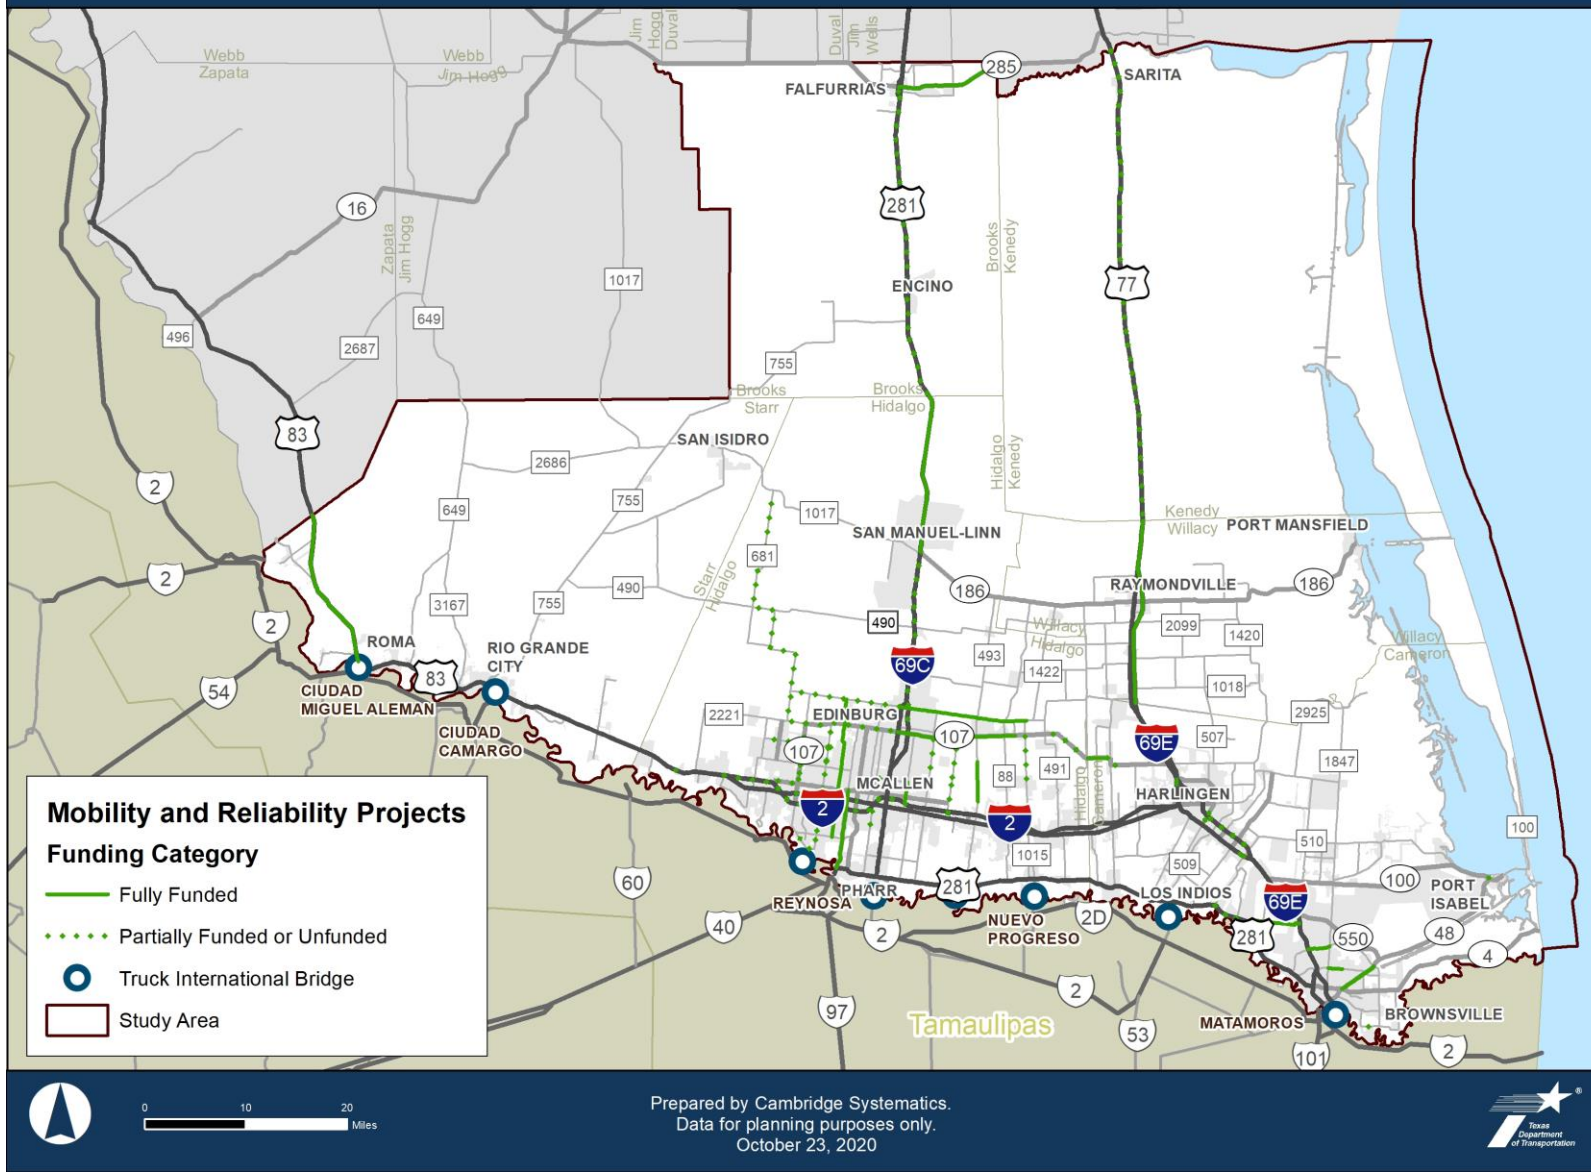 Webb
Zapata
Webb
Jim Hogg
Jim
Hogg
Duval
Duval
Jim
Wells
285
SARITA
FALFURRIAS
16
281
Zapata
Jim Hogg
Brooks
Kenedy
1017
77
ENCINO
649
496
2687
755
Brooks
Starr
Brooks
Hidalgo
83
SAN ISIDRO
2686
Hidalgo
Kenedy
2
755
649
1017
Kenedy
Willacy
PORT MANSFIELD
SAN MANUEL-LINN
681
Starr
Hidalgo
2
186
RAYMONDVILLE
186
490
3167
755
490
2
Willacy
Hidalgo
2099
1420
Willacy
Cameron
ROMA
RIO GRANDE
CITY
83
69C
493
1422
1018
54
CIUDAD
MIGUEL ALEMAN
2221
EDINBURG
2925
CIUDAD
CAMARGO
107
107
69E
507
88
491
1847
MCALLEN
Hidalgo
Cameron
HARLINGEN
2
2
100
510
1015
509
60
100
PORT
ISABEL
PHARR
281
LOS INDIOS
69E
REYNOSA
NUEVO
PROGRESO
2D
40
2
281
550
48
4
2
97
Tamaulipas
53
MATAMOROS
BROWNSVILLE
101
2
Mobility and Reliability Projects
Funding Category
Fully Funded
Partially Funded or Unfunded
Truck International Bridge
Study Area
0 10 20
Miles
Prepared by Cambridge Systematics.
Data for planning purposes only.
October 23, 2020
®
Texas
Department
of Transportation